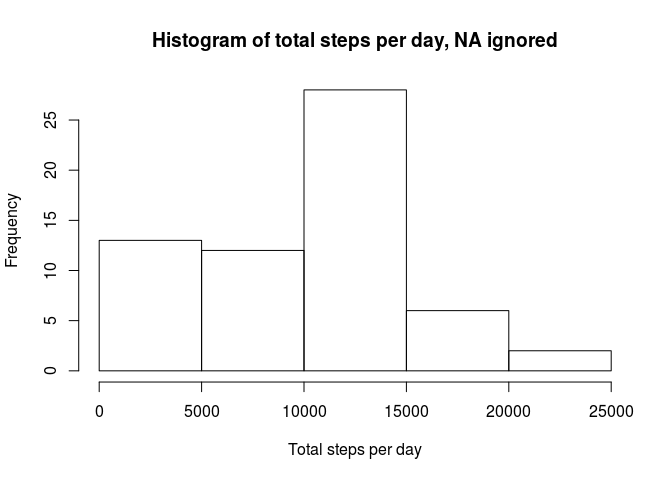 Histogram of total steps per day, NA ignored
Frequency
25
20
15
10
5
0
0 5000 10000 15000 20000 25000
Total steps per day